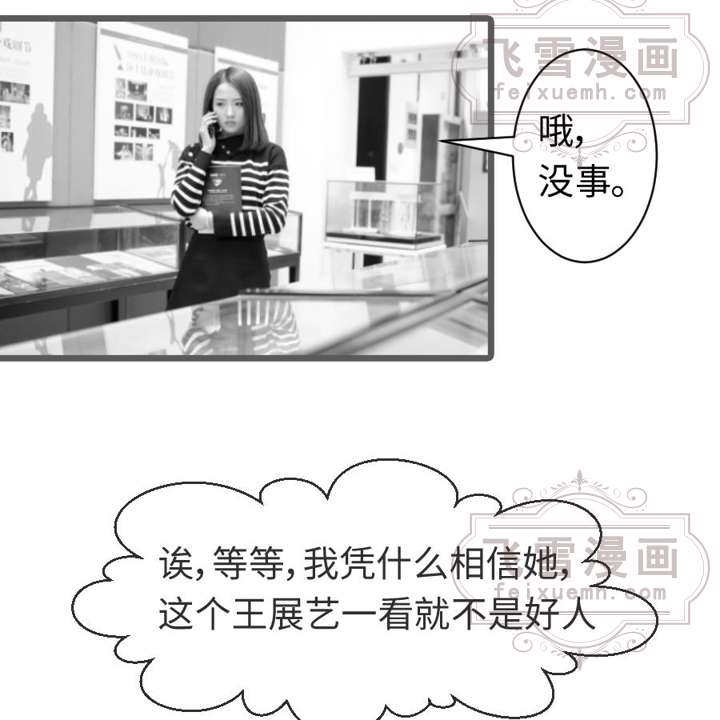 飞雪漫画
feixuemh.com
哦，
没事。
诶，等等，我凭什么相信她，
这个王展艺一看就不是好人
飞雪漫画
feixuemh.com